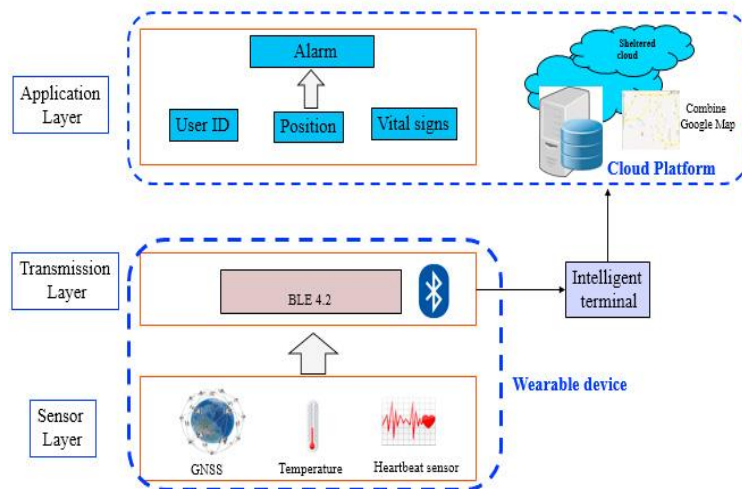 Application
Layer
Alarm
User ID
Position
Vital signs
Sheltered
cloud
Combine
Google Map
Cloud Platform
Transmission
Layer
BLE 4.2
Intelligent
terminal
Wearable device
Sensor
Layer
GNSS
Temperature
Heartbeat sensor